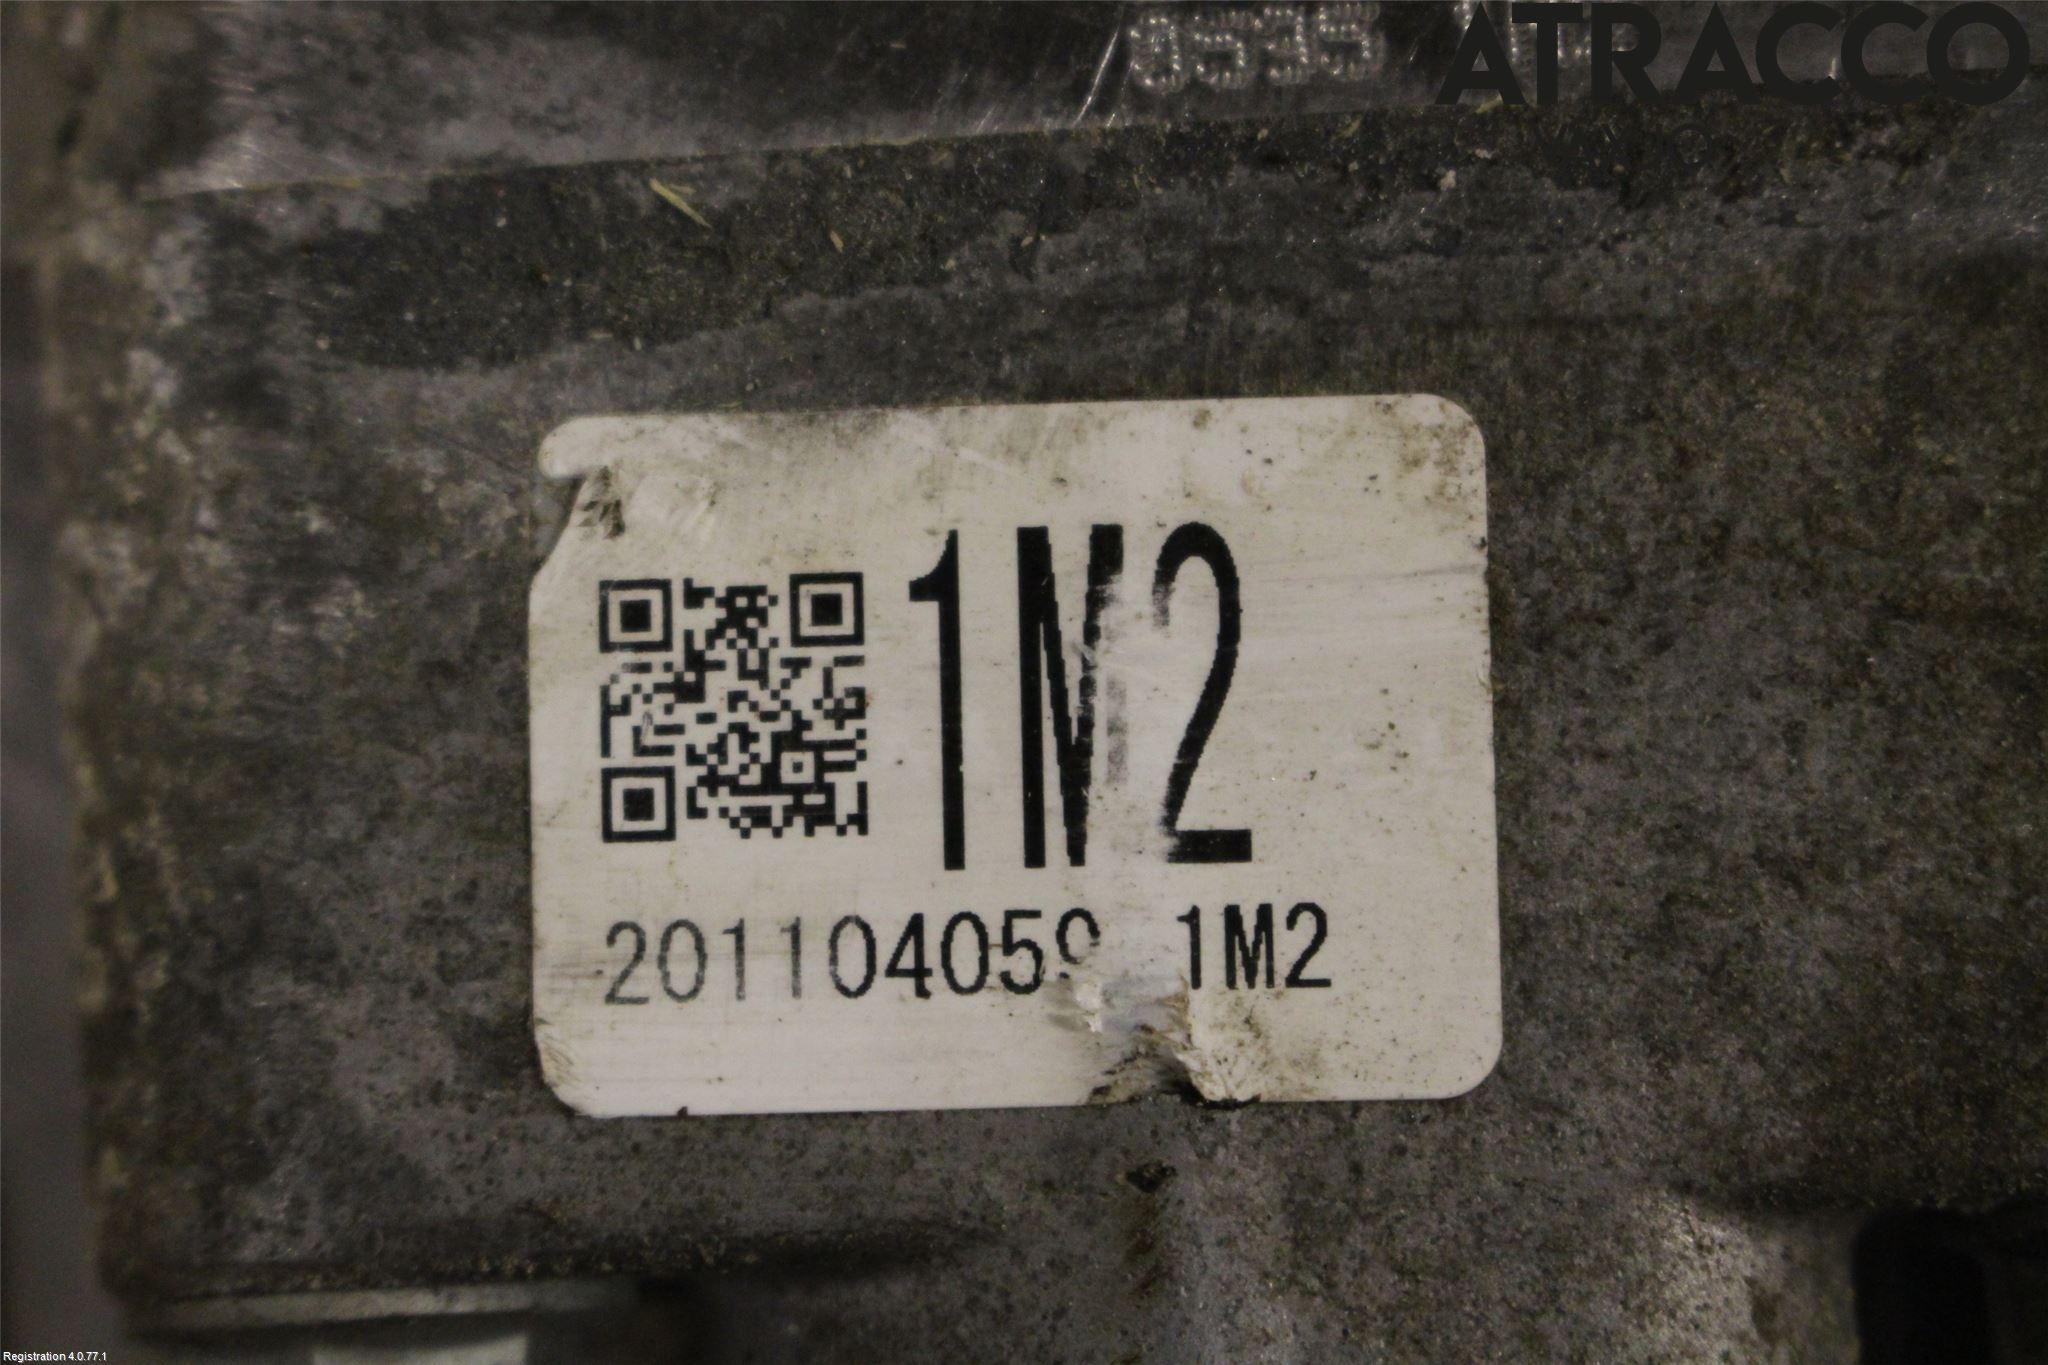 ATRACCO
1M2
201104059 1M2
Registration 4.0.77.1